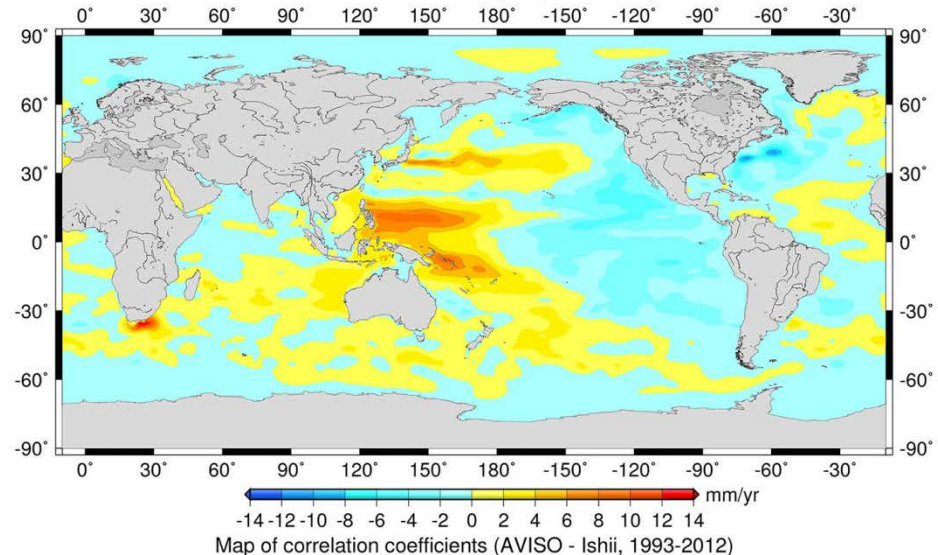 0˚ 30˚ 60˚ 90˚ 120˚ 150˚ 180˚ -150˚ -120˚ -90˚ -60˚ -30˚
90˚ 90˚
60˚ 60˚
30˚ 30˚
0˚ 0˚
-30˚ -30˚
-60˚ -60˚
-90˚ -90˚
0˚ 30˚ 60˚ 90˚ 120˚ 150˚ 180˚ -150˚ -120˚ -90˚ -60˚ -30˚
mm/yr
-14 -12 -10 -8 -6 -4 -2 0 2 4 6 8 10 12 14
Map of correlation coefficients (AVISO - Ishii, 1993-2012)